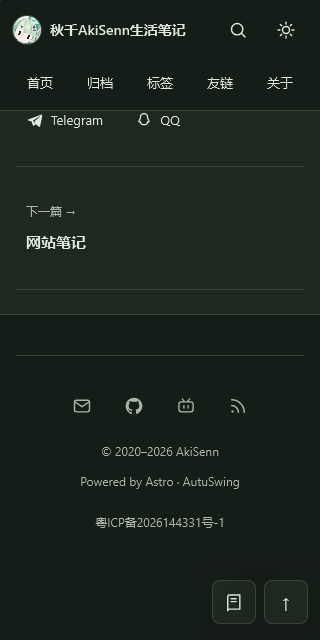 秋千AkiSenn生活笔记
首页 归档 标签 友链 关于
Telegram QQ
下一篇 →
网站笔记
© 2020–2026 AkiSenn
Powered by Astro · AutuSwing
粤ICP备2026144331号-1
↑